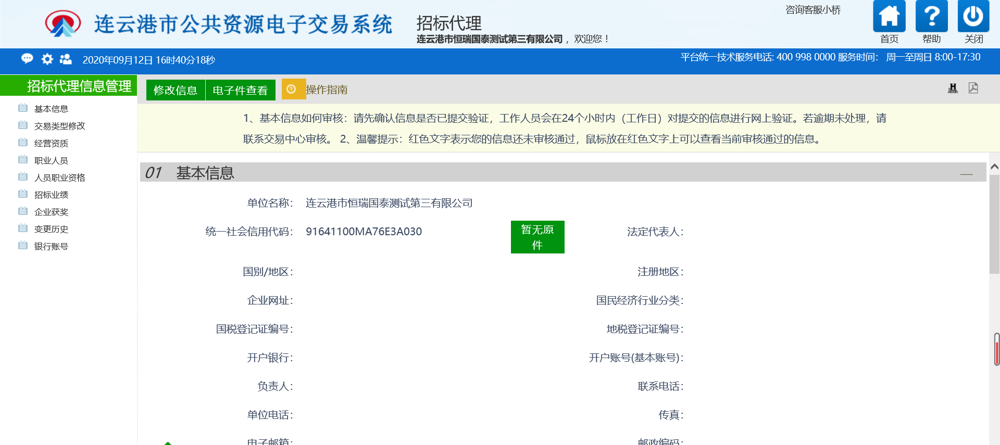 连云港市公共资源电子交易系统
招标代理
连云港市恒瑞国泰测试第三有限公司，欢迎您！
咨询客服小桥
首页
帮助
关闭
2020年09月12日 16时40分18秒
平台统一技术服务电话: 400 998 0000 服务时间： 周一至周日 8:00-17:30
招标代理信息管理
基本信息
交易类型修改
经营资质
职业人员
人员职业资格
招标业绩
企业获奖
变更历史
银行账号
修改信息
电子件查看
操作指南
1、基本信息如何审核：请先确认信息是否已提交验证，工作人员会在24个小时内（工作日）对提交的信息进行网上验证。若逾期未处理，请
联系交易中心审核。 2、温馨提示：红色文字表示您的信息还未审核通过，鼠标放在红色文字上可以查看当前审核通过的信息。
01 基本信息
单位名称： 连云港市恒瑞国泰测试第三有限公司
统一社会信用代码： 91641100MA76E3A030
暂无原
件
法定代表人：
国别/地区：
注册地区：
企业网址：
国民经济行业分类：
国税登记证编号：
地税登记证编号：
开户银行：
开户账号(基本账号)：
负责人：
联系电话：
单位电话：
传真：
电子邮箱：
邮政编码：